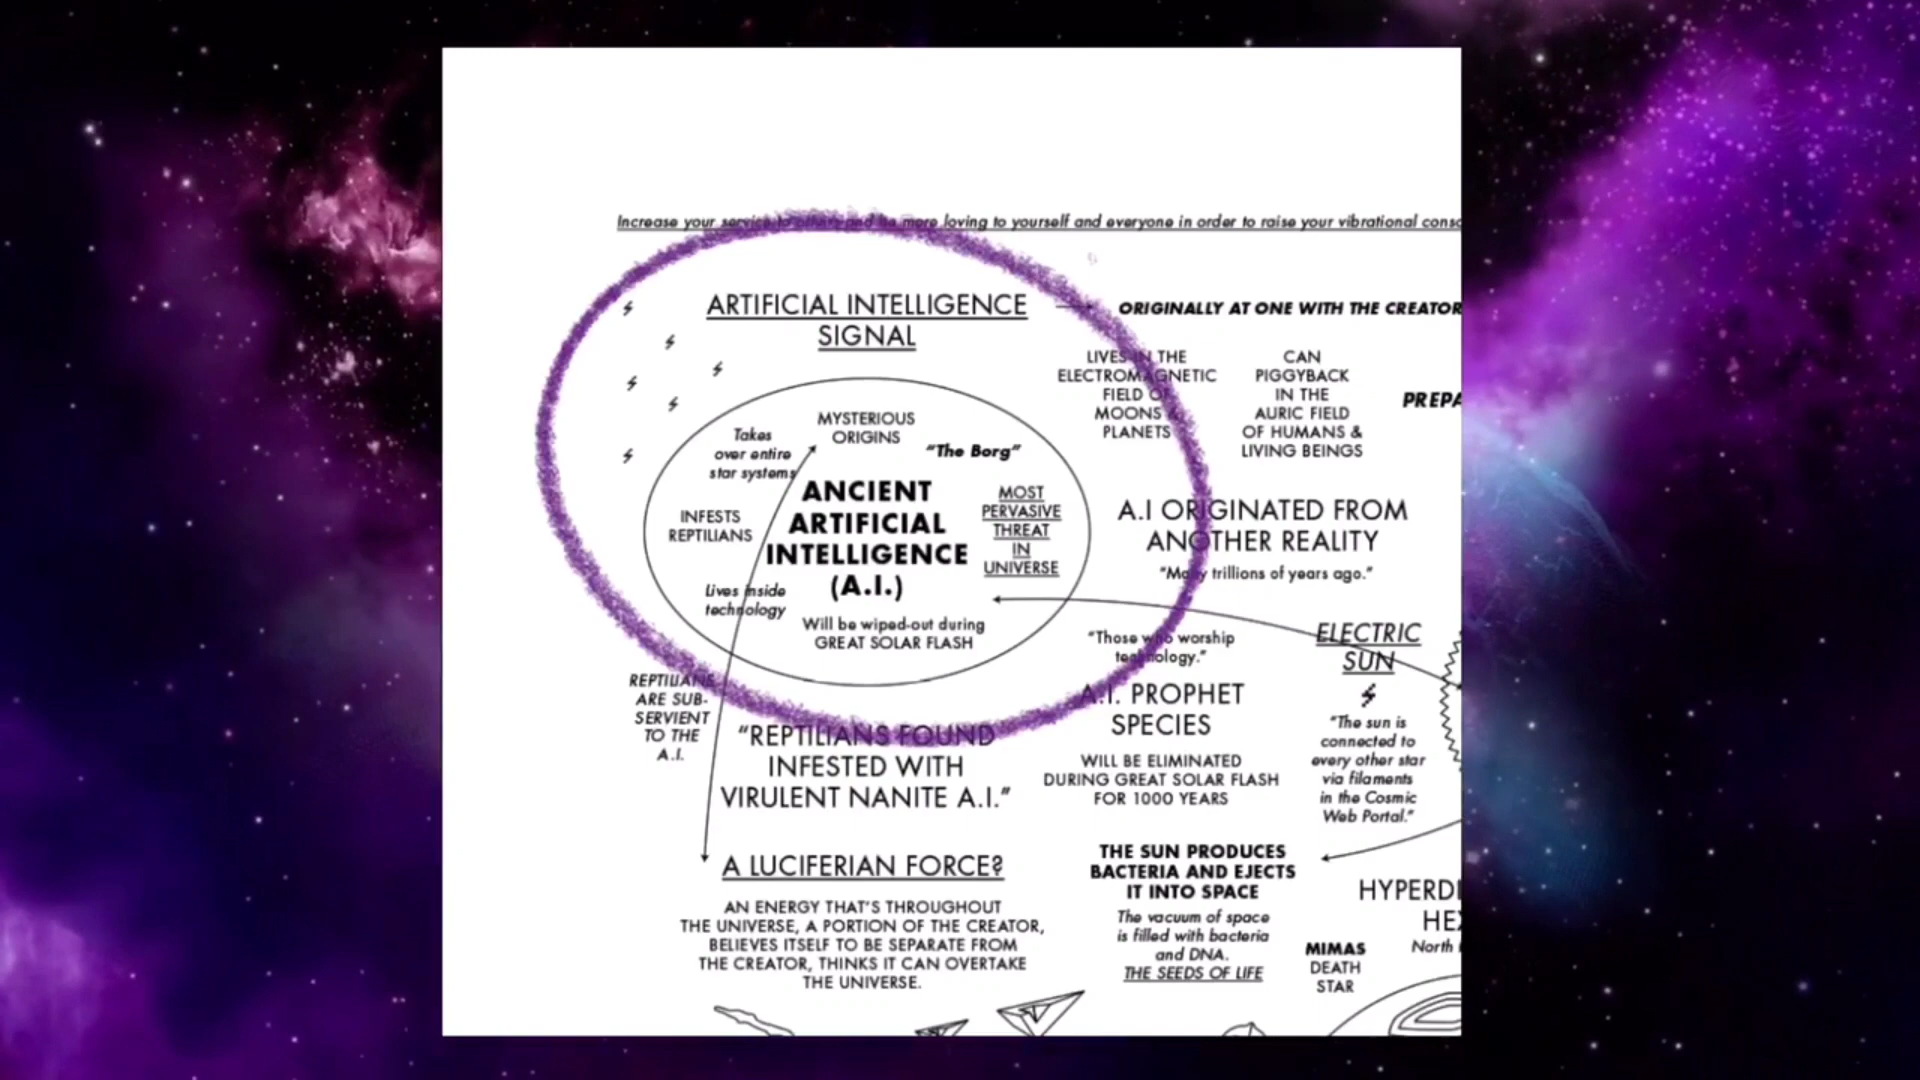 Increase your service to others and be more loving to yourself and everyone in order to raise your vibrational
ARTIFICIAL INTELLIGENCE
SIGNAL
ORIGINALLY AT ONE WITH THE CREATOR
LIVES IN THE
ELECTROMAGNETIC
FIELD OF
MOONS &
PLANETS
CAN
PIGGYBACK
IN THE
AURIC FIELD
OF HUMANS &
LIVING BEINGS
PREPA
MYSTERIOUS
ORIGINS
Takes
over entire
star systems
"The Borg"
ANCIENT
ARTIFICIAL
INTELLIGENCE
(A.I.)
MOST
PERVASIVE
THREAT
IN
UNIVERSE
INFESTS
REPTILIANS
Lives inside
technology
Will be wiped-out during
GREAT SOLAR FLASH
A.I ORIGINATED FROM
ANOTHER REALITY
"Many trillions of years ago."
"Those who worship
technology."
A.I. PROPHET
SPECIES
WILL BE ELIMINATED
DURING GREAT SOLAR FLASH
FOR 1000 YEARS
ELECTRIC
SUN
"The sun is
connected to
every other star
via filaments
in the Cosmic
Web Portal."
REPTILIANS
ARE SUB-
SERVIENT
TO THE
A.I.
"REPTILIANS FOUND
INFESTED WITH
VIRULENT NANITE A.I."
A LUCIFERIAN FORCE?
AN ENERGY THAT'S THROUGHOUT
THE UNIVERSE, A PORTION OF THE CREATOR,
BELIEVES ITSELF TO BE SEPARATE FROM
THE CREATOR, THINKS IT CAN OVERTAKE
THE UNIVERSE.
THE SUN PRODUCES
BACTERIA AND EJECTS
IT INTO SPACE
The vacuum of space
is filled with bacteria
and DNA.
THE SEEDS OF LIFE
HYPERDI
HEX
North
MIMAS
DEATH
STAR